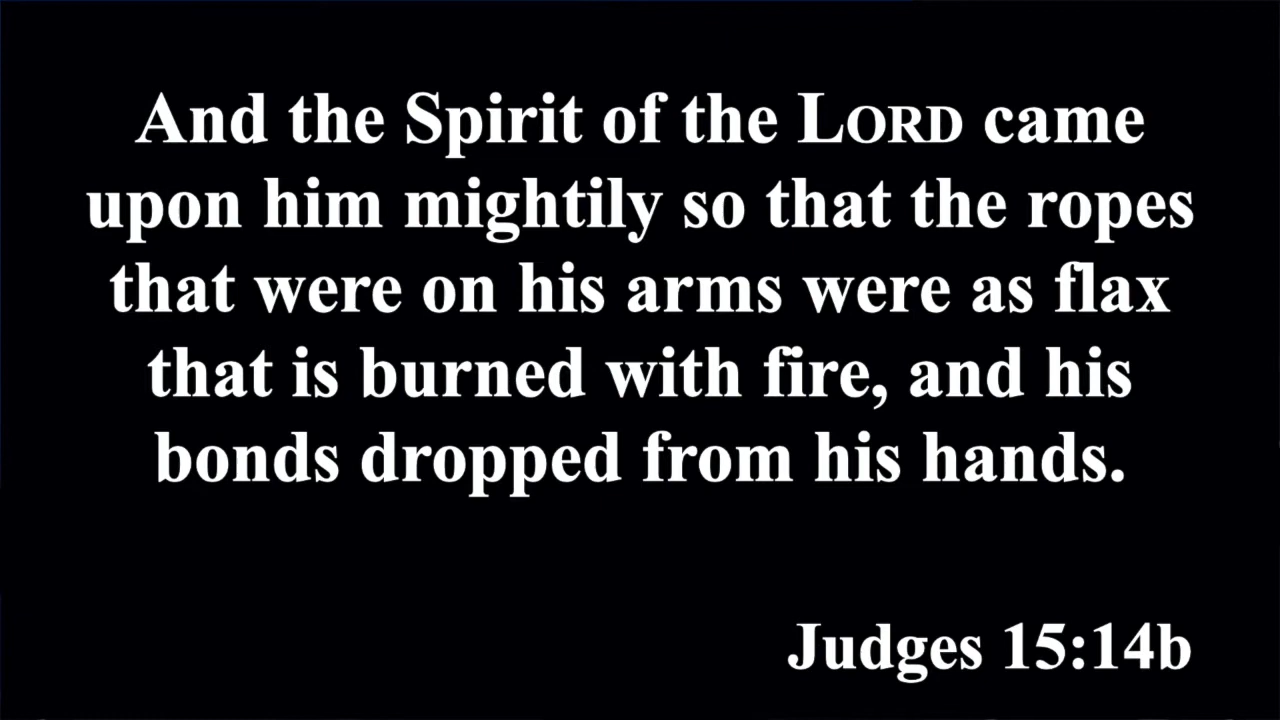 And the Spirit of the LORD came
upon him mightily so that the ropes
that were on his arms were as flax
that is burned with fire, and his
bonds dropped from his hands.
Judges 15:14b